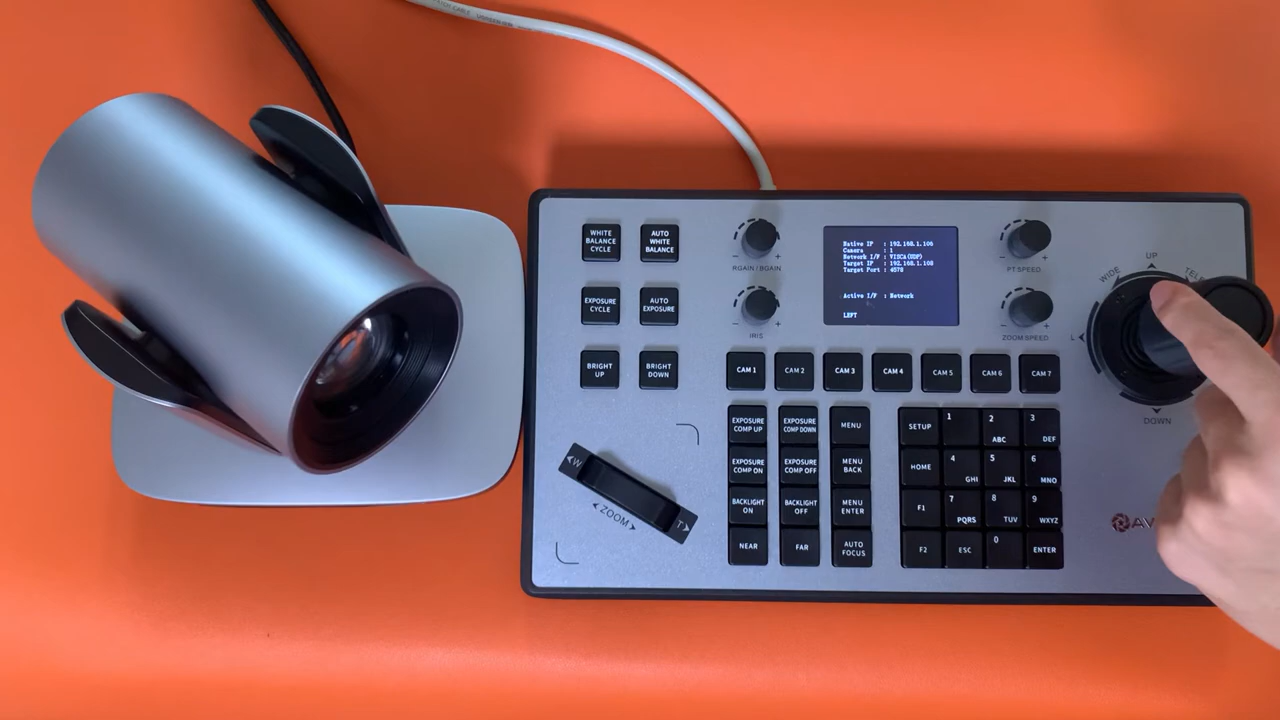 WHITE
BALANCE
CYCLE
AUTO
WHITE
BALANCE
EXPOSURE
CYCLE
AUTO
EXPOSURE
BRIGHT
UP
BRIGHT
DOWN
RGAIN / BGAIN
IRIS
Native IP : 192.168.1.106
Camera : 1
Network I/F : VISCA(UDP)
Target IP : 192.168.1.108
Target Port : 4578
Active I/F : Network
LEFT
PT SPEED
ZOOM SPEED
UP
WIDE
TELE
L
DOWN
CAM 1
CAM 2
CAM 3
CAM 4
CAM 5
CAM 6
CAM 7
EXPOSURE
COMP UP
EXPOSURE
COMP DOWN
MENU
EXPOSURE
COMP ON
EXPOSURE
COMP OFF
MENU
BACK
BACKLIGHT
ON
BACKLIGHT
OFF
MENU
ENTER
NEAR
FAR
AUTO
FOCUS
SETUP
1
2
ABC
3
DEF
HOME
4
GHI
5
JKL
6
MNO
F1
7
PQRS
8
TUV
9
WXYZ
F2
ESC
0
ENTER
W
ZOOM
T
AV